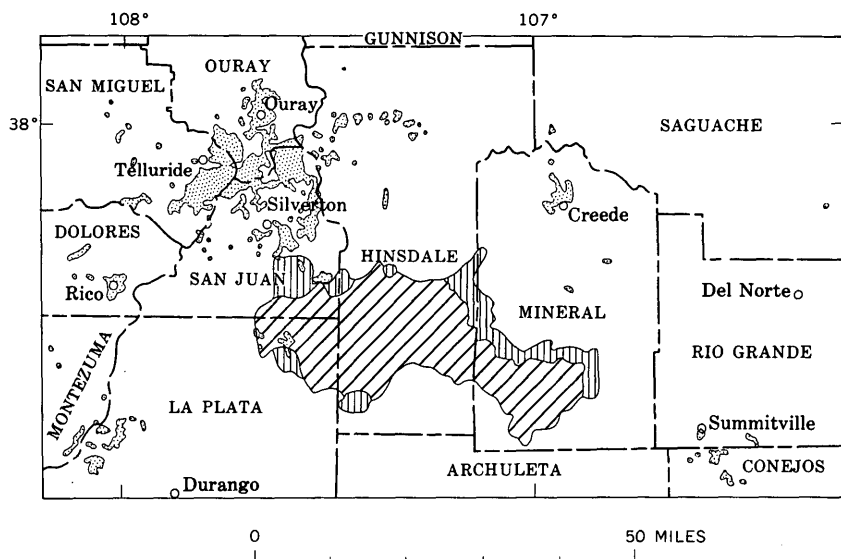 108° 107°
GUNNISON
OURAY
SAN MIGUEL
Ouray
38°
SAGUACHE
Telluride
Creede
Silverton
DOLORES
HINSDALE
SAN JUAN
Rico
Del Norte
MINERAL
RIO GRANDE
MONTEZUMA
LA PLATA
Summitville
ARCHULETA
CONEJOS
Durango
0 50 MILES